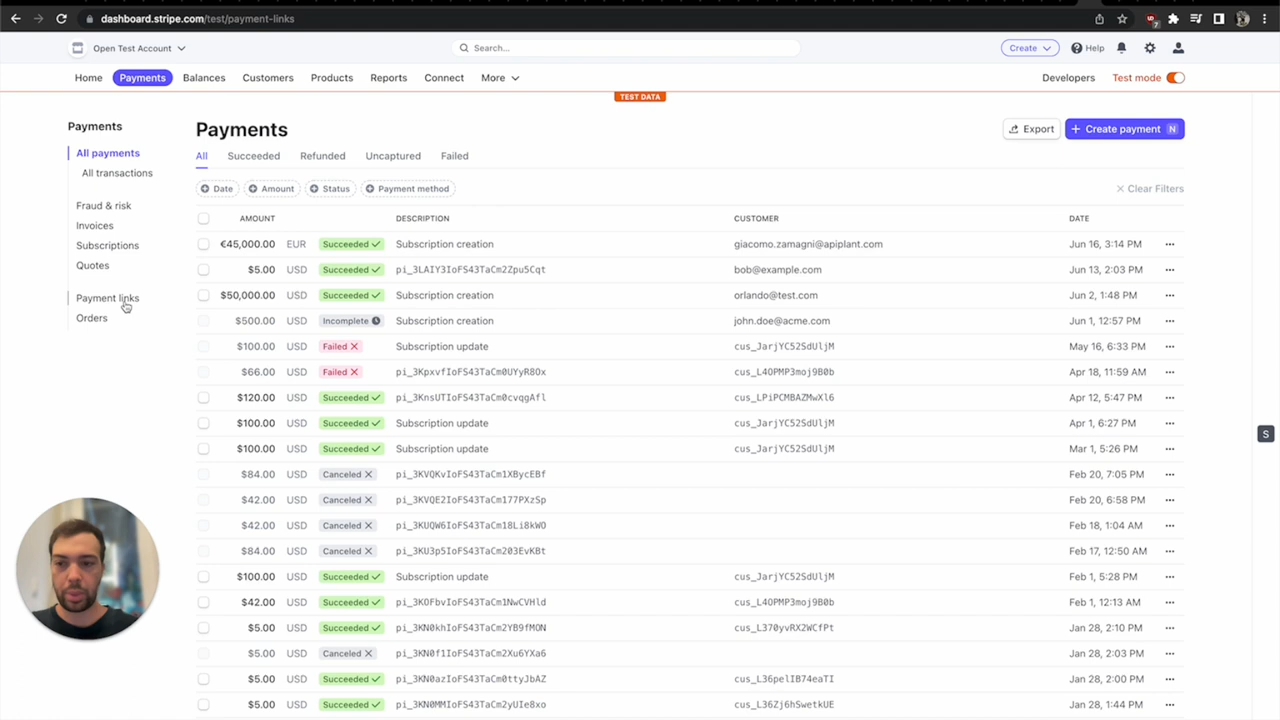 dashboard.stripe.com/test/payment-links
7
Open Test Account
Search...
Create
Help
Home Payments Balances Customers Products Reports Connect More
Developers Test mode
TEST DATA
Payments
All payments
All transactions
Fraud & risk
Invoices
Subscriptions
Quotes
Payment links
Orders
Payments
Export
+ Create payment N
All Succeeded Refunded Uncaptured Failed
Date Amount Status Payment method
Clear Filters
AMOUNT DESCRIPTION CUSTOMER DATE
€45,000.00 EUR Succeeded Subscription creation giacomo.zamagni@apiplant.com Jun 16, 3:14 PM
$5.00 USD Succeeded pi_3LAIY3IoFS43TaCm2Zpu5Cqt bob@example.com Jun 13, 2:03 PM
$50,000.00 USD Succeeded Subscription creation orlando@test.com Jun 2, 1:48 PM
$500.00 USD Incomplete Subscription creation john.doe@acme.com Jun 1, 12:57 PM
$100.00 USD Failed Subscription update cus_JarjYC52SdUljM May 16, 6:33 PM
$66.00 USD Failed pi_3KpxvfIoFS43TaCm0UYyR8Ox cus_L4OPMP3moj9B0b Apr 18, 11:59 AM
$120.00 USD Succeeded pi_3KnsUTIoFS43TaCm0cvqgAfl cus_LPiPCMBAZMwXl6 Apr 12, 5:47 PM
$100.00 USD Succeeded Subscription update cus_JarjYC52SdUljM Apr 1, 6:27 PM
$100.00 USD Succeeded Subscription update cus_JarjYC52SdUljM Mar 1, 5:26 PM
$84.00 USD Canceled pi_3KVQKvIoFS43TaCm1XBycEBf Feb 20, 7:05 PM
$42.00 USD Canceled pi_3KVQE2IoFS43TaCm177PXzSp Feb 20, 6:58 PM
$42.00 USD Canceled pi_3KUQW6IoFS43TaCm18Li8kWO Feb 18, 1:04 AM
$84.00 USD Canceled pi_3KU3p5IoFS43TaCm203EvKBt Feb 17, 12:50 AM
$100.00 USD Succeeded Subscription update cus_JarjYC52SdUljM Feb 1, 5:28 PM
$42.00 USD Succeeded pi_3KOFbvIoFS43TaCm1NwCVHld cus_L4OPMP3moj9B0b Feb 1, 12:13 AM
$5.00 USD Succeeded pi_3KN0khIoFS43TaCm2YB9fMON cus_L370yvRX2WCfPt Jan 28, 2:10 PM
$5.00 USD Canceled pi_3KN0f1IoFS43TaCm2Xu6YXa6 Jan 28, 2:03 PM
$5.00 USD Succeeded pi_3KN0azIoFS43TaCm0ttyJbAZ cus_L36pelIB74eaTI Jan 28, 2:00 PM
$5.00 USD Succeeded pi_3KN0MMIoFS43TaCm2yUIe8xo cus_L36Zj6hSwetkUE Jan 28, 1:44 PM
S